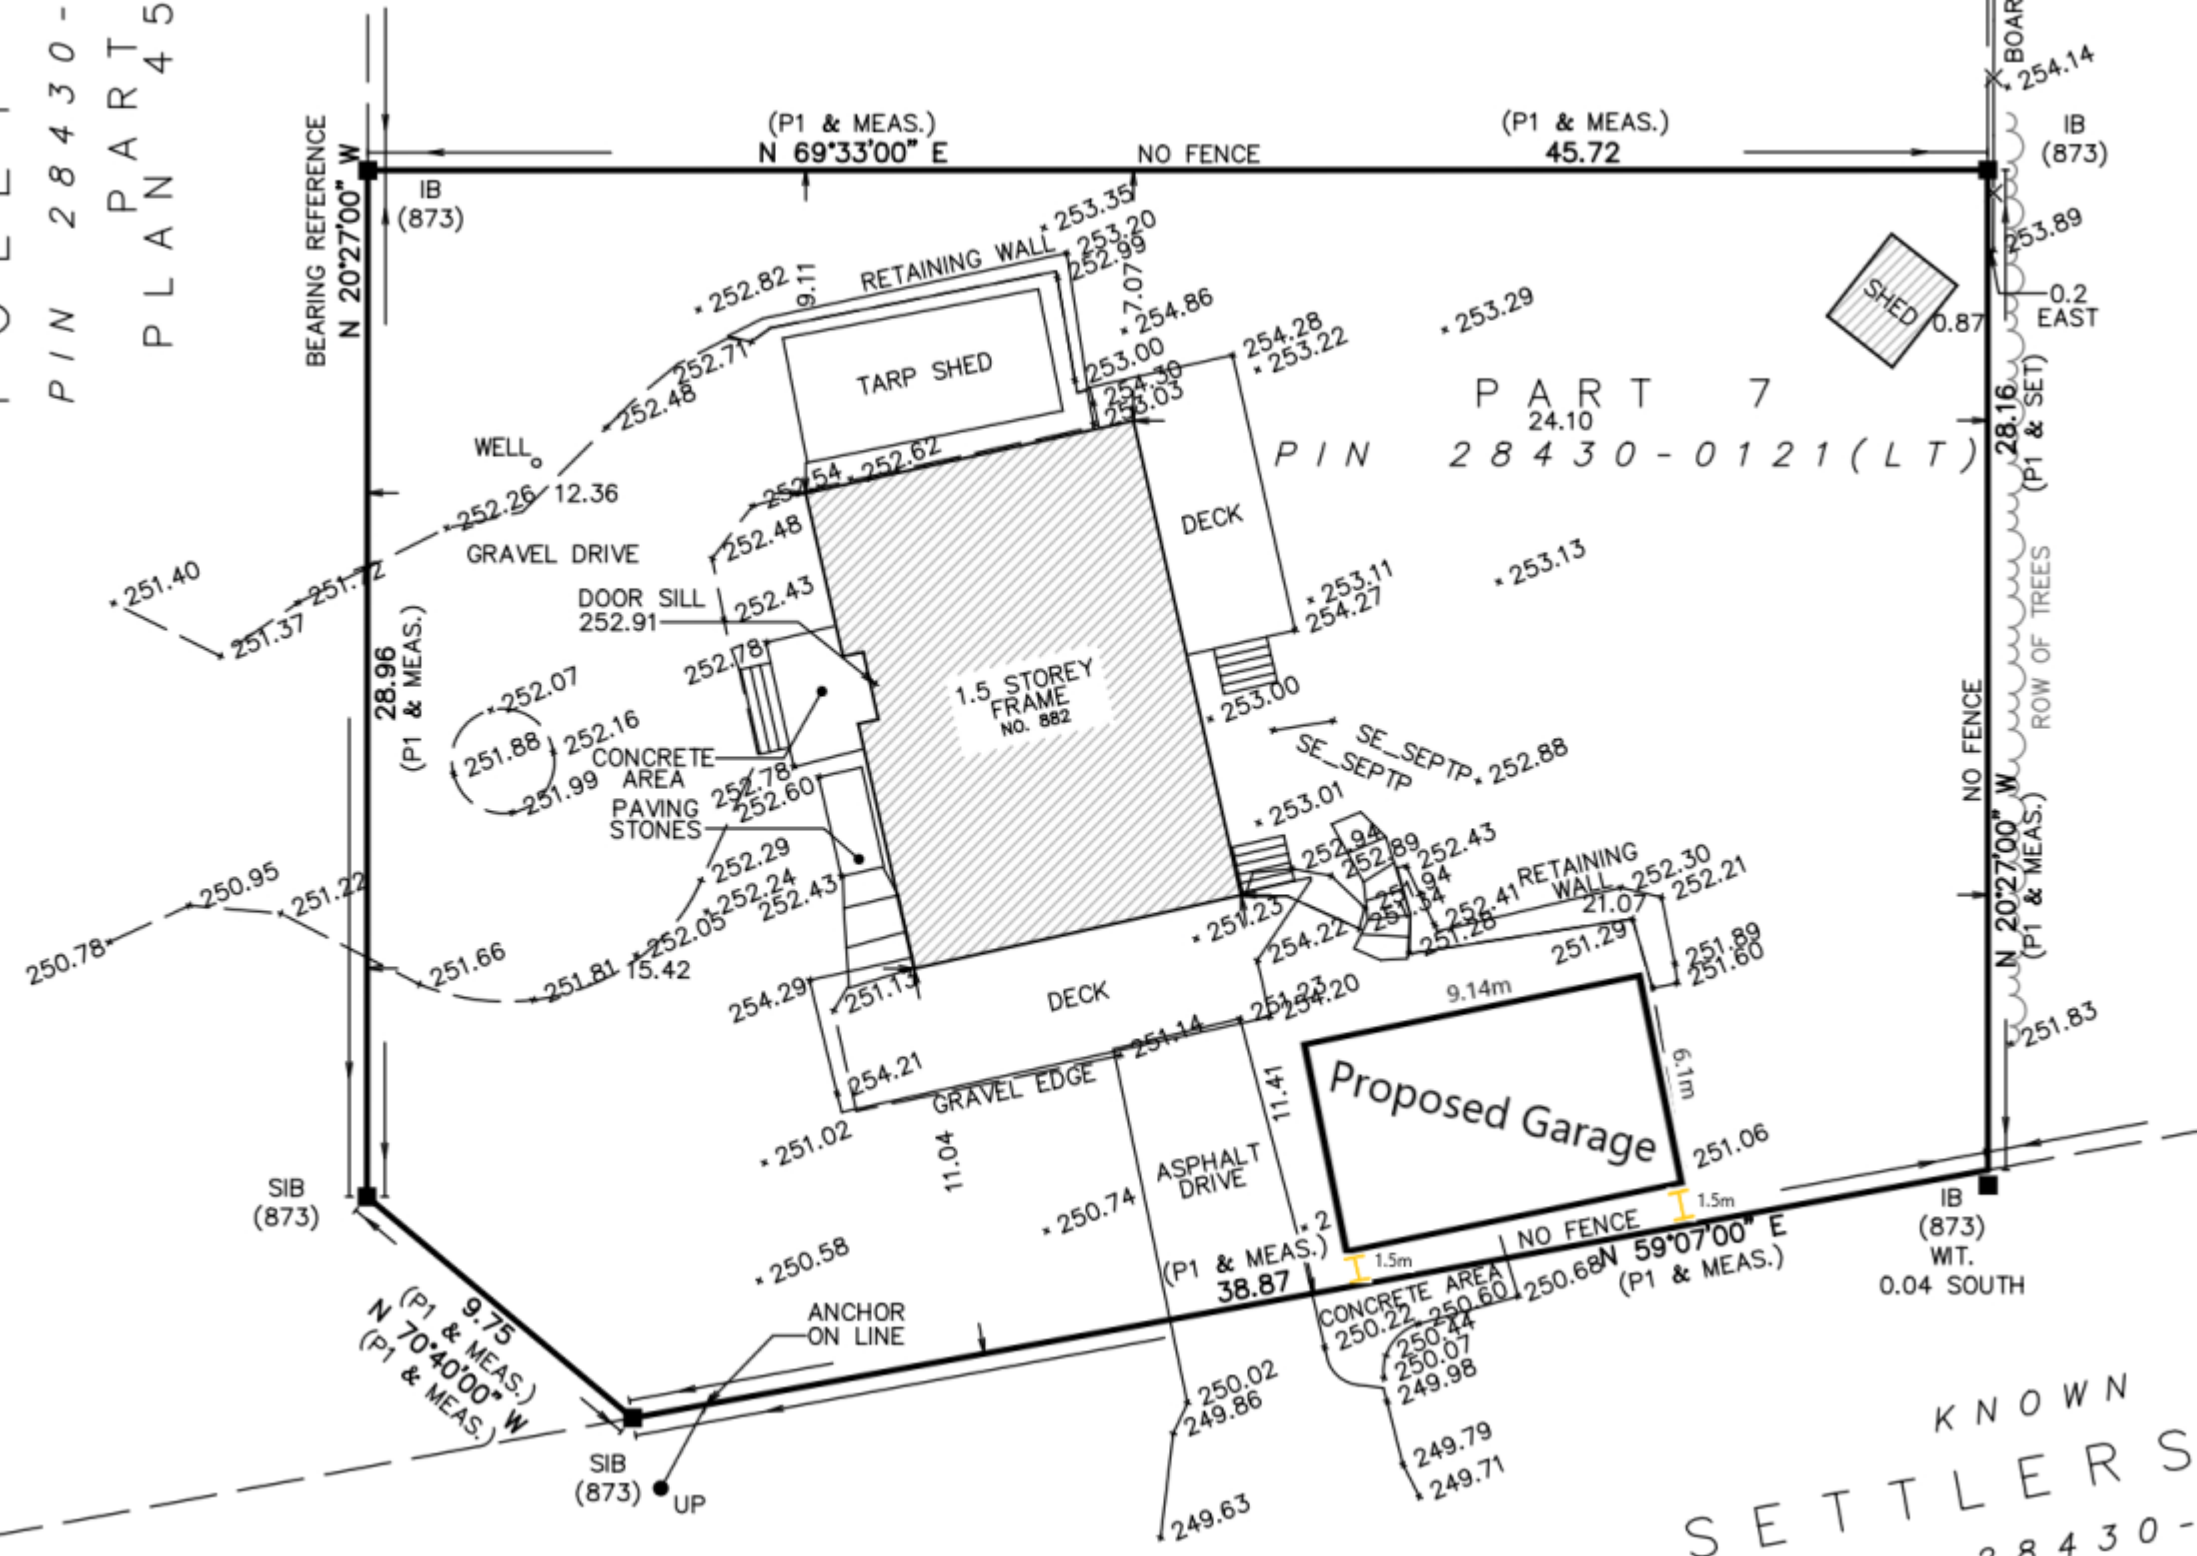 PIN 28430-
PART
PLAN 45
BOAR
254.14
(P1 & MEAS.)
N 69°33'00" E
NO FENCE
(P1 & MEAS.)
45.72
IB
(873)
IB
(873)
BEARING REFERENCE
N 20°27'00" W
253.35
253.20
252.99
RETAINING WALL
252.82
9.11
7.07
253.89
0.2
EAST
SHED
0.87
254.86
253.29
254.28
253.22
252.71
TARP SHED
253.00
254.30
253.03
252.48
PART 7
24.10
PIN 28430-0121(LT)
28.16
(P1 & SET)
WELL
252.62
252.26
12.36
252.48
DECK
GRAVEL DRIVE
251.40
251.37
252.43
253.11
254.27
253.13
DOOR SILL
252.91
ROW OF TREES
28.96
(P1 & MEAS.)
252.78
1.5 STOREY
FRAME
NO. 882
253.00
252.07
252.16
251.88
251.99
SE_SEPTP
SE_SEPTP
252.88
CONCRETE
AREA
252.78
252.60
PAVING
STONES
NO FENCE
N 20°27'00" W
(P1 & MEAS.)
253.01
252.94
252.89
252.43
RETAINING
WALL
252.30
252.21
252.29
252.24
252.43
252.05
250.95
251.22
250.78
251.66
251.81
15.42
251.23
254.22
251.34
252.41
251.28
21.07
251.29
251.89
251.60
254.29
251.13
DECK
251.23
254.20
9.14m
251.83
251.14
254.21
GRAVEL EDGE
11.41
Proposed Garage
6.1m
251.02
11.04
ASPHALT
DRIVE
251.06
SIB
(873)
250.74
1.5m
IB
(873)
WIT.
0.04 SOUTH
250.58
2
(P1 & MEAS.)
38.87
1.5m
NO FENCE
N 59°07'00" E
(P1 & MEAS.)
CONCRETE AREA
250.68
250.60
250.22
250.44
250.07
249.98
ANCHOR
ON LINE
(P1 & MEAS.)
9.75
N 70°40'00" W
(P1 & MEAS.)
250.02
249.86
249.79
249.71
249.63
SIB
(873)
UP
KNOWN
SETTLERS
28430-